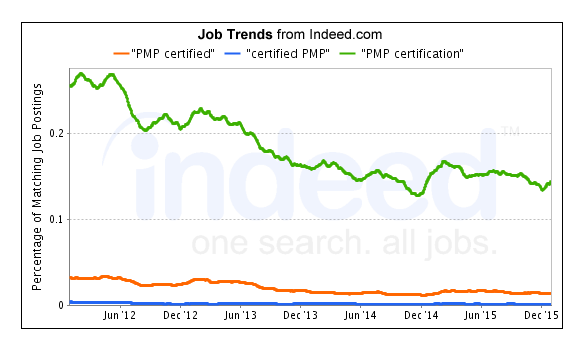 Job Trends from Indeed.com
"PMP certified" "certified PMP" "PMP certification"
Percentage of Matching Job Postings
0.2
0.1
0
indeed™
one search. all jobs.
Jun'12 Dec'12 Jun'13 Dec'13 Jun'14 Dec'14 Jun'15 Dec'15